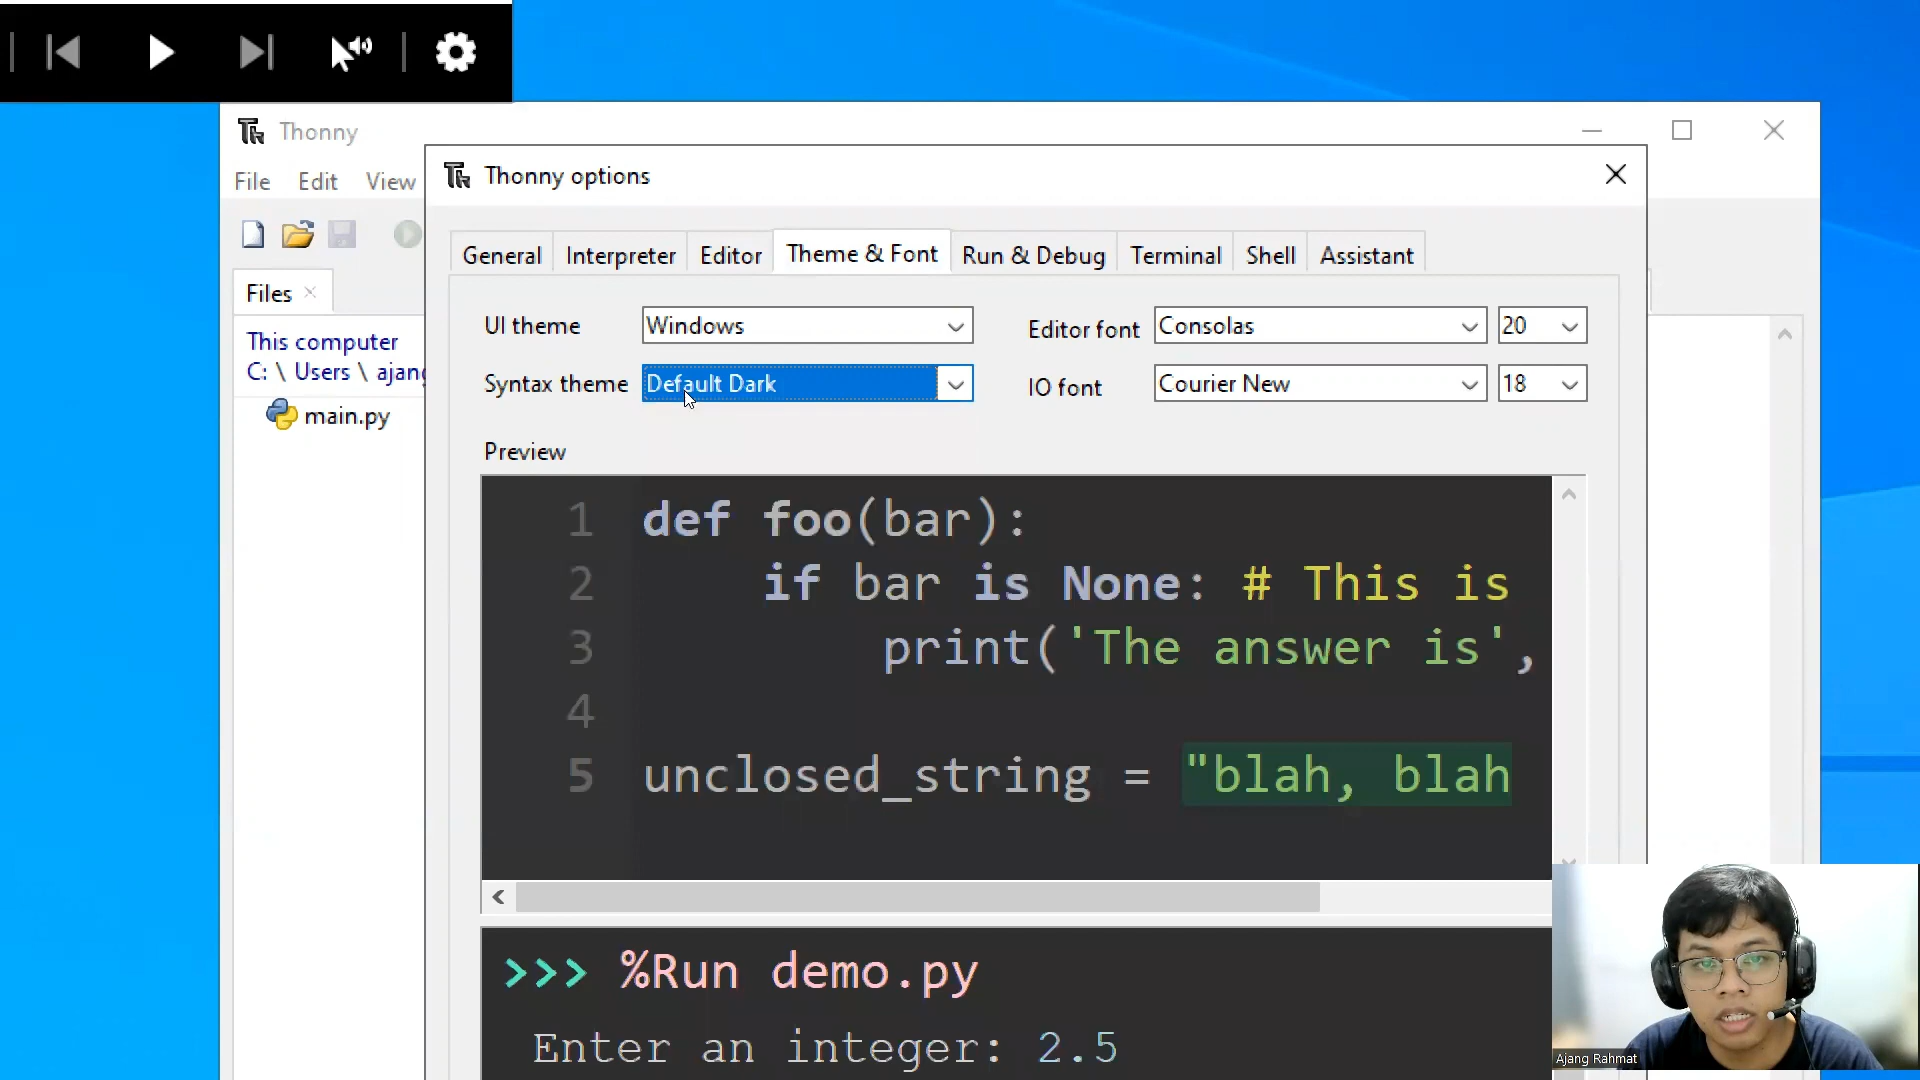 Thonny
File Edit View
Thonny options
General Interpreter Editor Theme & Font Run & Debug Terminal Shell Assistant
Files
This computer
C: \ Users \ ajang
main.py
UI theme Windows Editor font Consolas 20
Syntax theme Default Dark IO font Courier New 18
Preview
1 def foo(bar):
2 if bar is None: # This is
3 print('The answer is',
4
5 unclosed_string = "blah, blah
>>> %Run demo.py
Enter an integer: 2.5
Ajang Rahmat